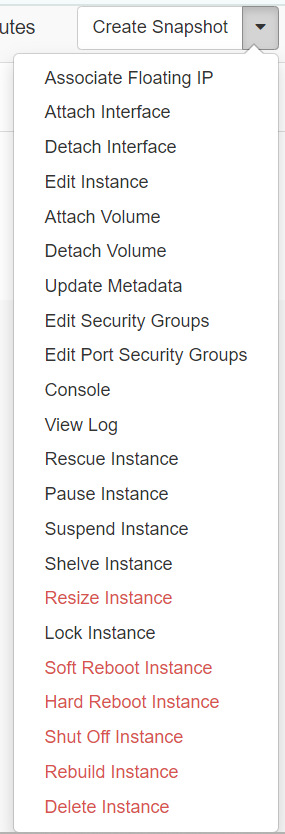 utes
Create Snapshot
Associate Floating IP
Attach Interface
Detach Interface
Edit Instance
Attach Volume
Detach Volume
Update Metadata
Edit Security Groups
Edit Port Security Groups
Console
View Log
Rescue Instance
Pause Instance
Suspend Instance
Shelve Instance
Resize Instance
Lock Instance
Soft Reboot Instance
Hard Reboot Instance
Shut Off Instance
Rebuild Instance
Delete Instance